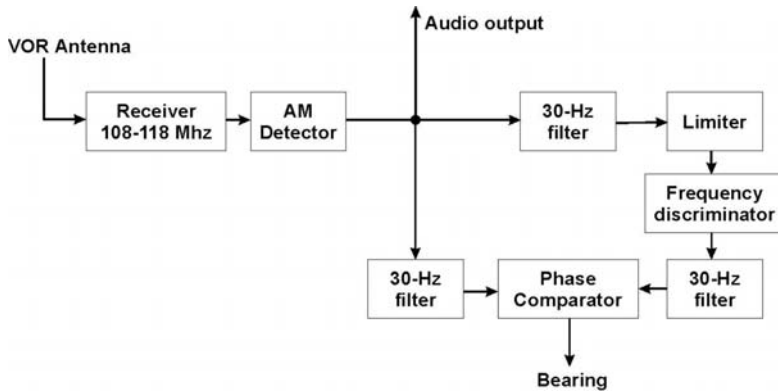 Audio output
VOR Antenna
Receiver
108-118 Mhz
AM
Detector
30-Hz
filter
Limiter
Frequency
discriminator
30-Hz
filter
Phase
Comparator
30-Hz
filter
Bearing